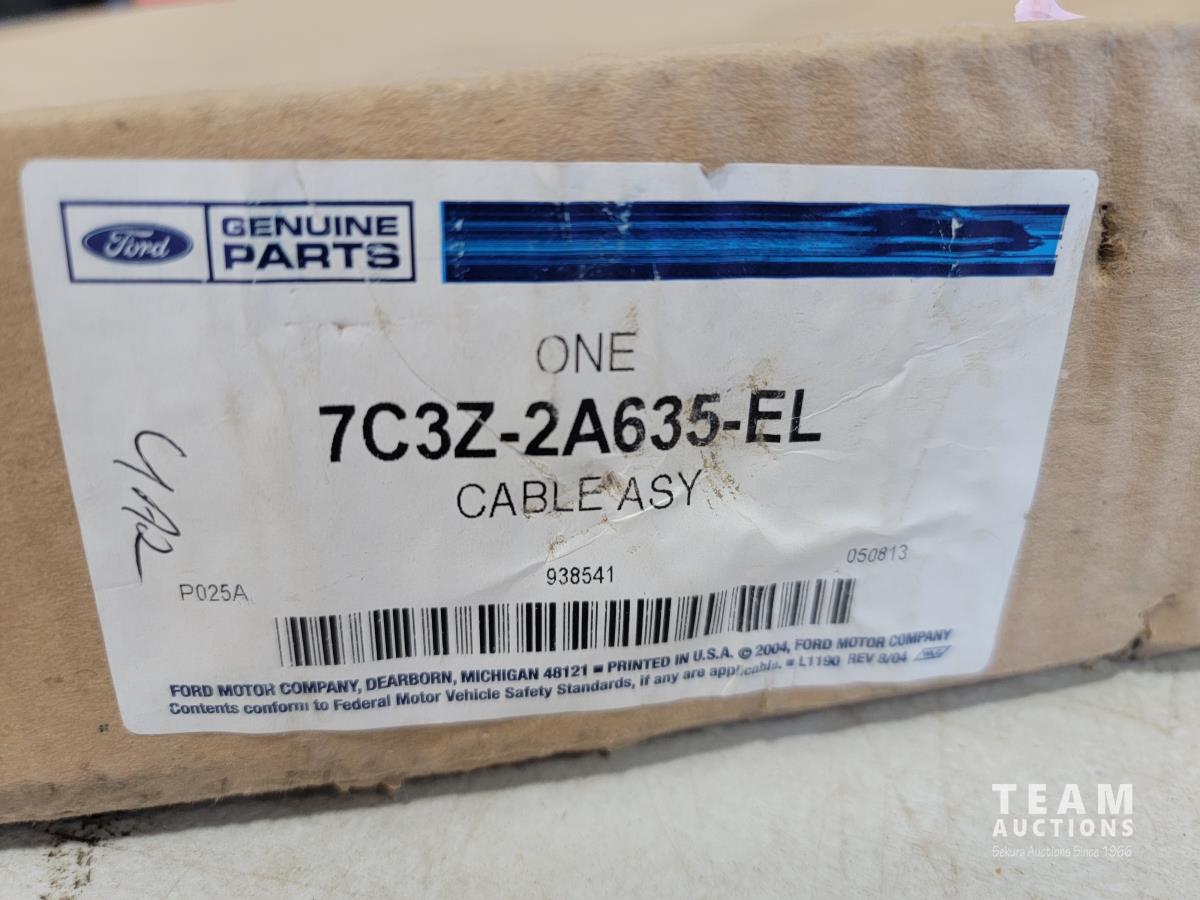 Ford
GENUINE
PARTS
ONE
7C3Z-2A635-EL
CABLE ASY
P025A
938541
050813
FORD MOTOR COMPANY, DEARBORN, MICHIGAN 48121 ▪ PRINTED IN U.S.A. © 2004, FORD MOTOR COMPANY
Contents conform to Federal Motor Vehicle Safety Standards, if any are applicable. ▪ L1190 REV 8/04
TEAM
AUCTIONS
Sekura Auctions Since 1966